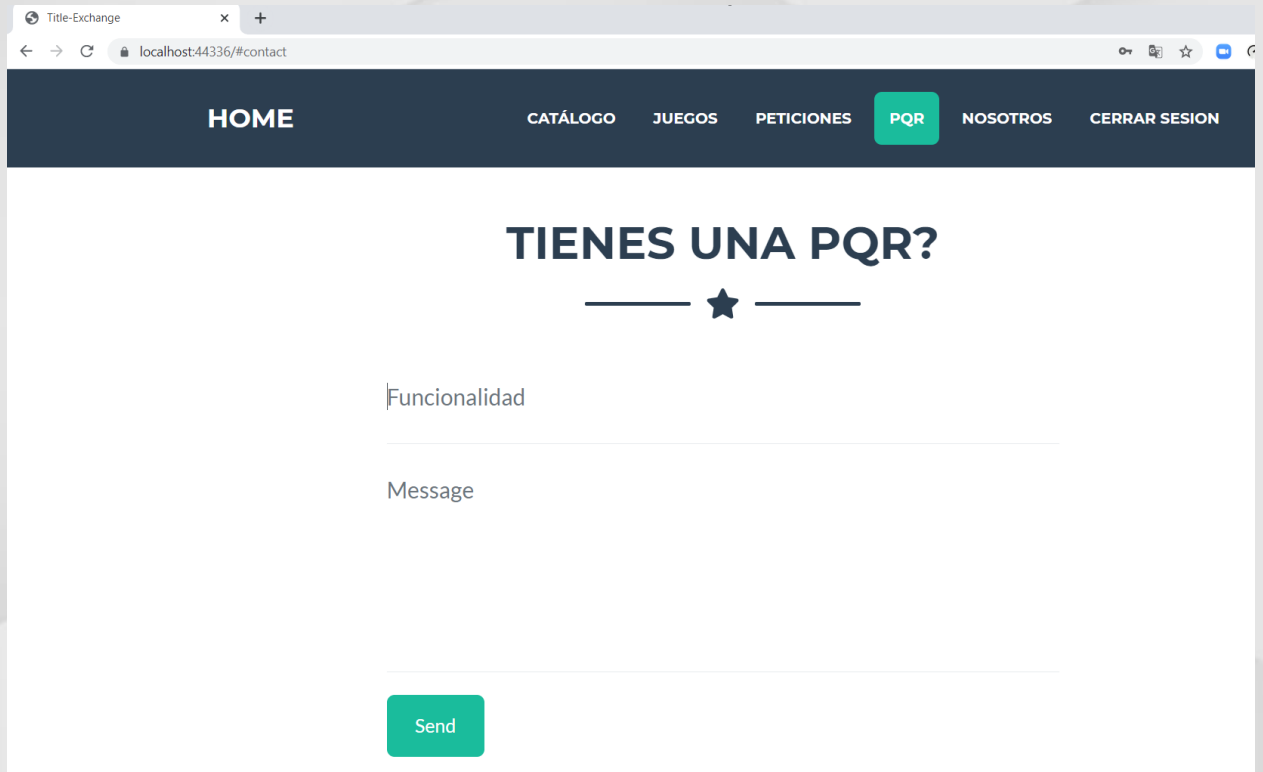 Title-Exchange
localhost:44336/#contact
HOME CATÁLOGO JUEGOS PETICIONES PQR NOSOTROS CERRAR SESION
TIENES UNA PQR?
Funcionalidad
Message
Send